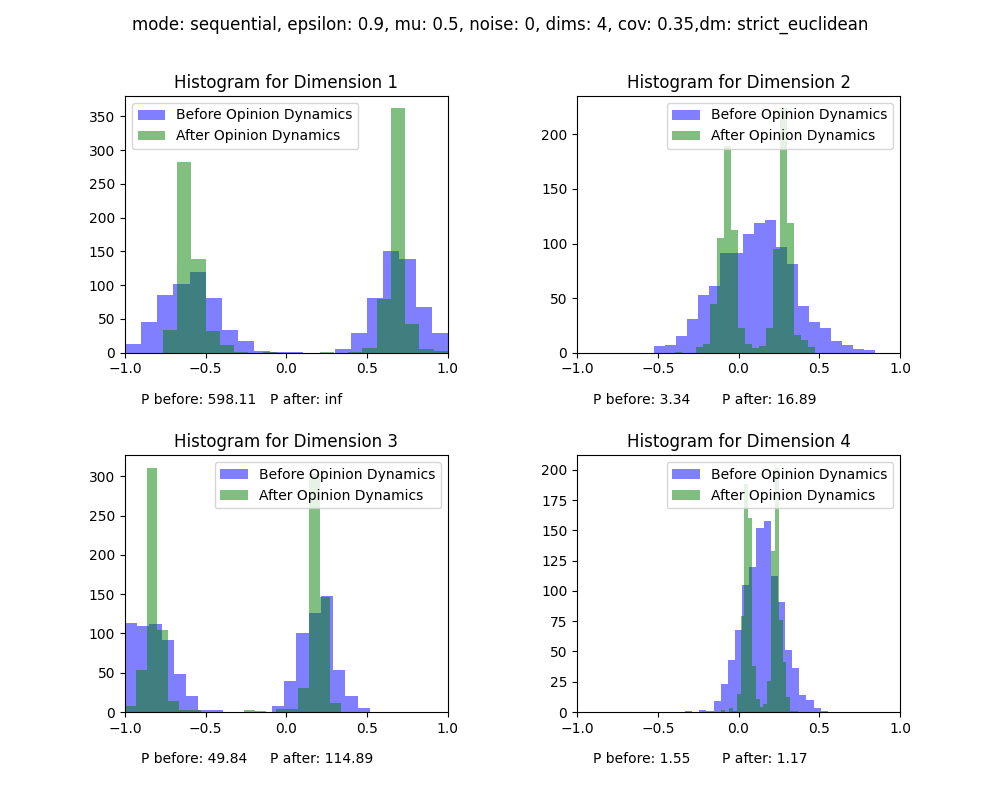 mode: sequential, epsilon: 0.9, mu: 0.5, noise: 0, dims: 4, cov: 0.35,dm: strict_euclidean
Histogram for Dimension 1
Before Opinion Dynamics
After Opinion Dynamics
350
300
250
200
150
100
50
0
−1.0 −0.5 0.0 0.5 1.0
P before: 598.11 P after: inf
Histogram for Dimension 2
Before Opinion Dynamics
After Opinion Dynamics
200
150
100
50
0
−1.0 −0.5 0.0 0.5 1.0
P before: 3.34 P after: 16.89
Histogram for Dimension 3
Before Opinion Dynamics
After Opinion Dynamics
300
250
200
150
100
50
0
−1.0 −0.5 0.0 0.5 1.0
P before: 49.84 P after: 114.89
Histogram for Dimension 4
Before Opinion Dynamics
After Opinion Dynamics
200
175
150
125
100
75
50
25
0
−1.0 −0.5 0.0 0.5 1.0
P before: 1.55 P after: 1.17